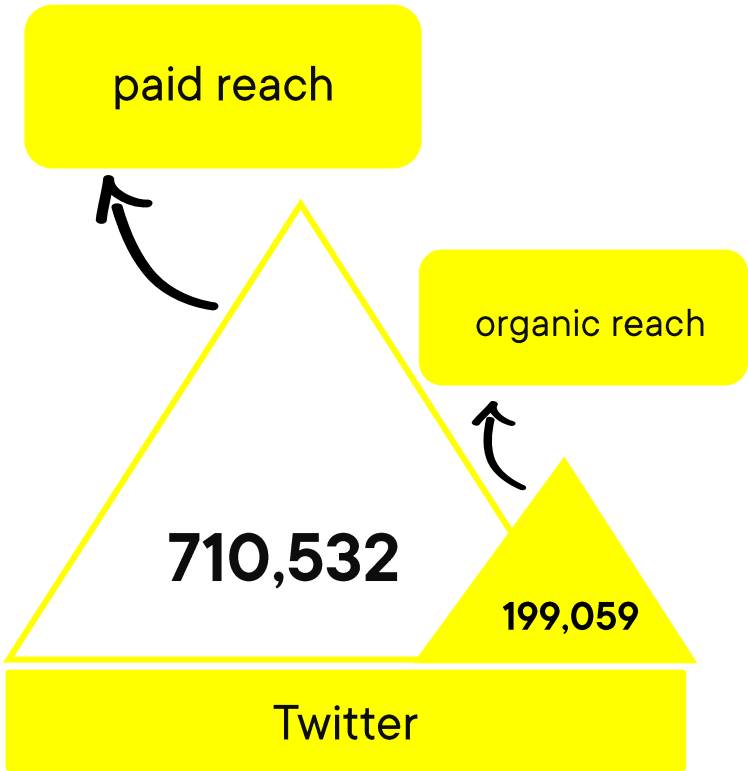 paid reach
organic reach
710,532
199,059
Twitter